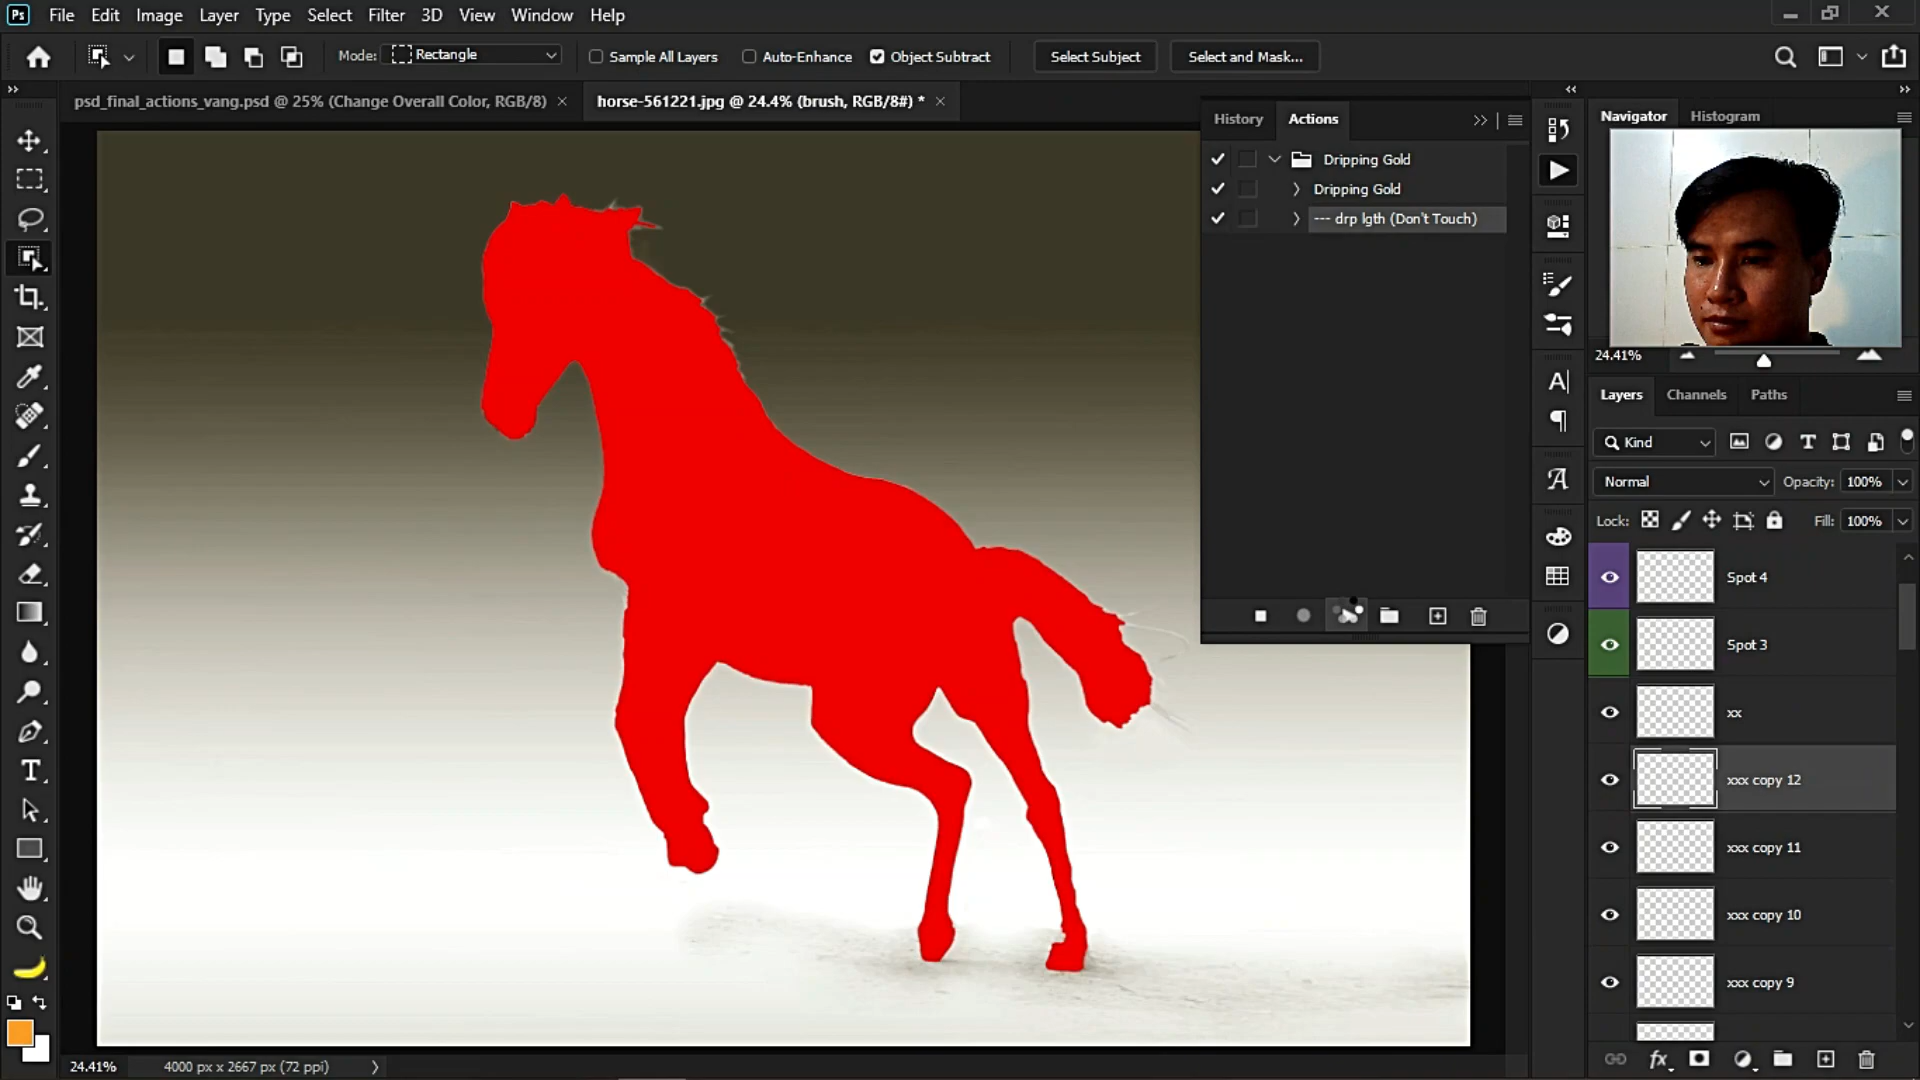 Ps File Edit Image Layer Type Select Filter 3D View Window Help
Mode: Rectangle Sample All Layers Auto-Enhance Object Subtract Select Subject Select and Mask...
psd_final_actions_vang.psd @ 25% (Change Overall Color, RGB/8) horse-561221.jpg @ 24.4% (brush, RGB/8#) *
History Actions
Dripping Gold
Dripping Gold
--- drp lgth (Don't Touch)
Navigator Histogram
24.41%
Layers Channels Paths
Kind
Normal Opacity: 100%
Lock: Fill: 100%
Spot 4
Spot 3
xx
xxx copy 12
xxx copy 11
xxx copy 10
xxx copy 9
24.41% 4000 px x 2667 px (72 ppi)